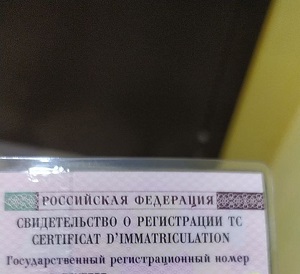 РОССИЙСКАЯ ФЕДЕРАЦИЯ
СВИДЕТЕЛЬСТВО О РЕГИСТРАЦИИ ТС
CERTIFICAT D'IMMATRICULATION
Государственный регистрационный номер